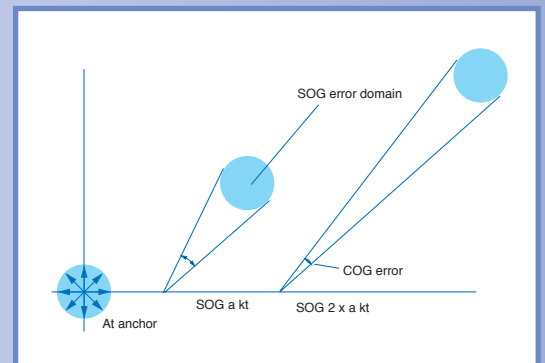 SOG error domain
COG error
SOG a kt
SOG 2 x a kt
At anchor